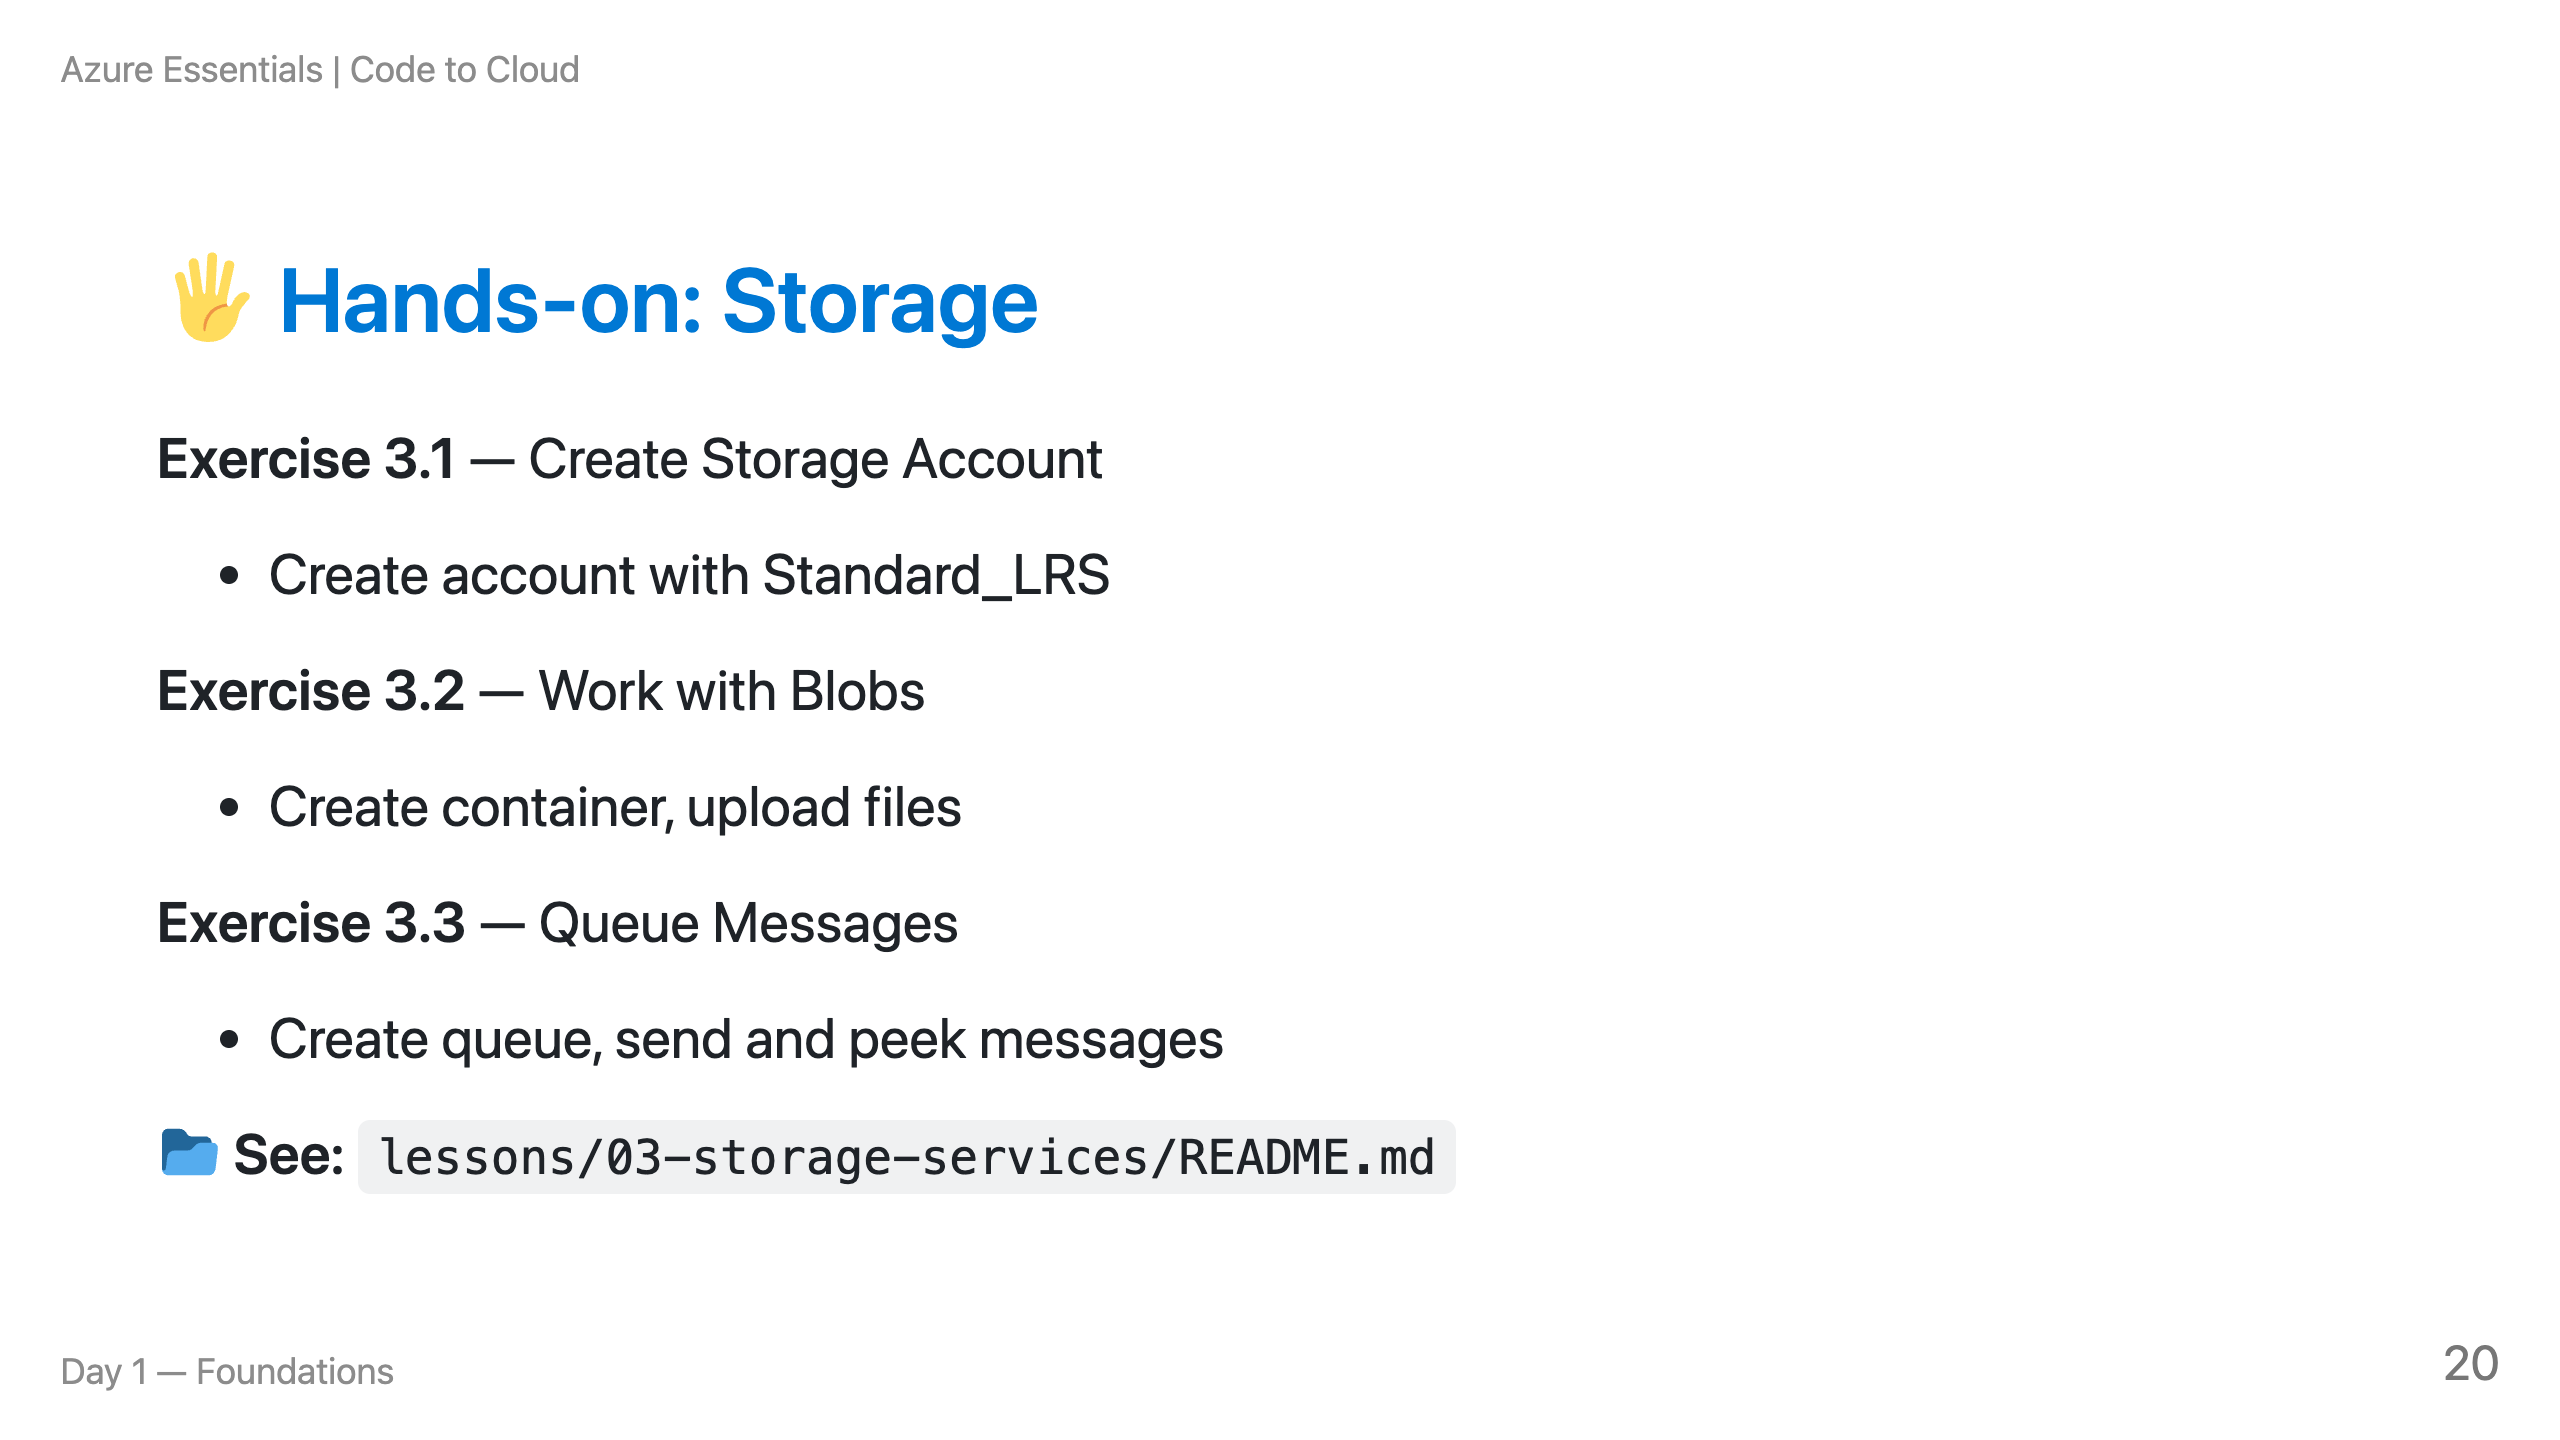 Azure Essentials | Code to Cloud
🖐 Hands-on: Storage
Exercise 3.1 — Create Storage Account
• Create account with Standard_LRS
Exercise 3.2 — Work with Blobs
• Create container, upload files
Exercise 3.3 — Queue Messages
• Create queue, send and peek messages
📂 See: lessons/03-storage-services/README.md
Day 1 — Foundations
20